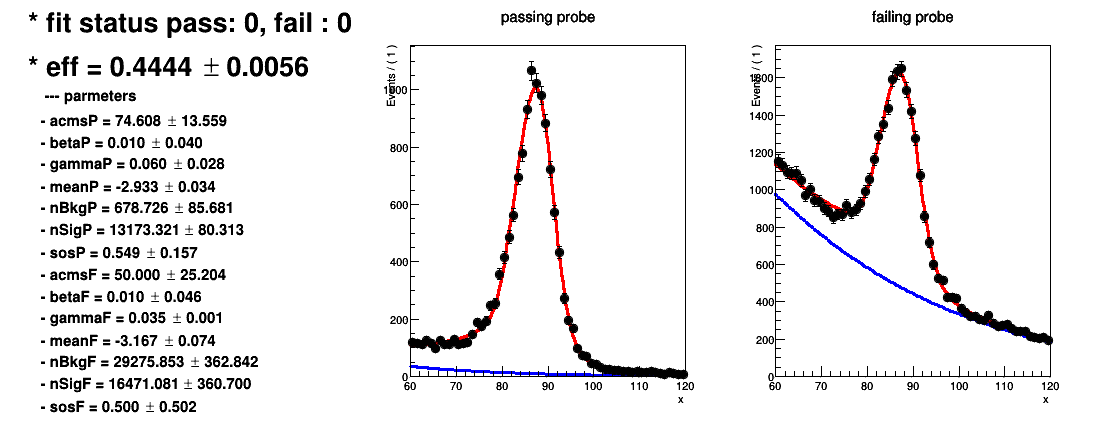 * fit status pass: 0, fail : 0
* eff = 0.4444 ± 0.0056
--- parmeters
- acmsP = 74.608 ± 13.559
- betaP = 0.010 ± 0.040
- gammaP = 0.060 ± 0.028
- meanP = -2.933 ± 0.034
- nBkgP = 678.726 ± 85.681
- nSigP = 13173.321 ± 80.313
- sosP = 0.549 ± 0.157
- acmsF = 50.000 ± 25.204
- betaF = 0.010 ± 0.046
- gammaF = 0.035 ± 0.001
- meanF = -3.167 ± 0.074
- nBkgF = 29275.853 ± 362.842
- nSigF = 16471.081 ± 360.700
- sosF = 0.500 ± 0.502
passing probe
Events / ( 1 )
1000
800
600
400
200
0
60 70 80 90 100 110 120
x
failing probe
Events / ( 1 )
1600
1400
1200
1000
800
600
400
200
0
60 70 80 90 100 110 120
x